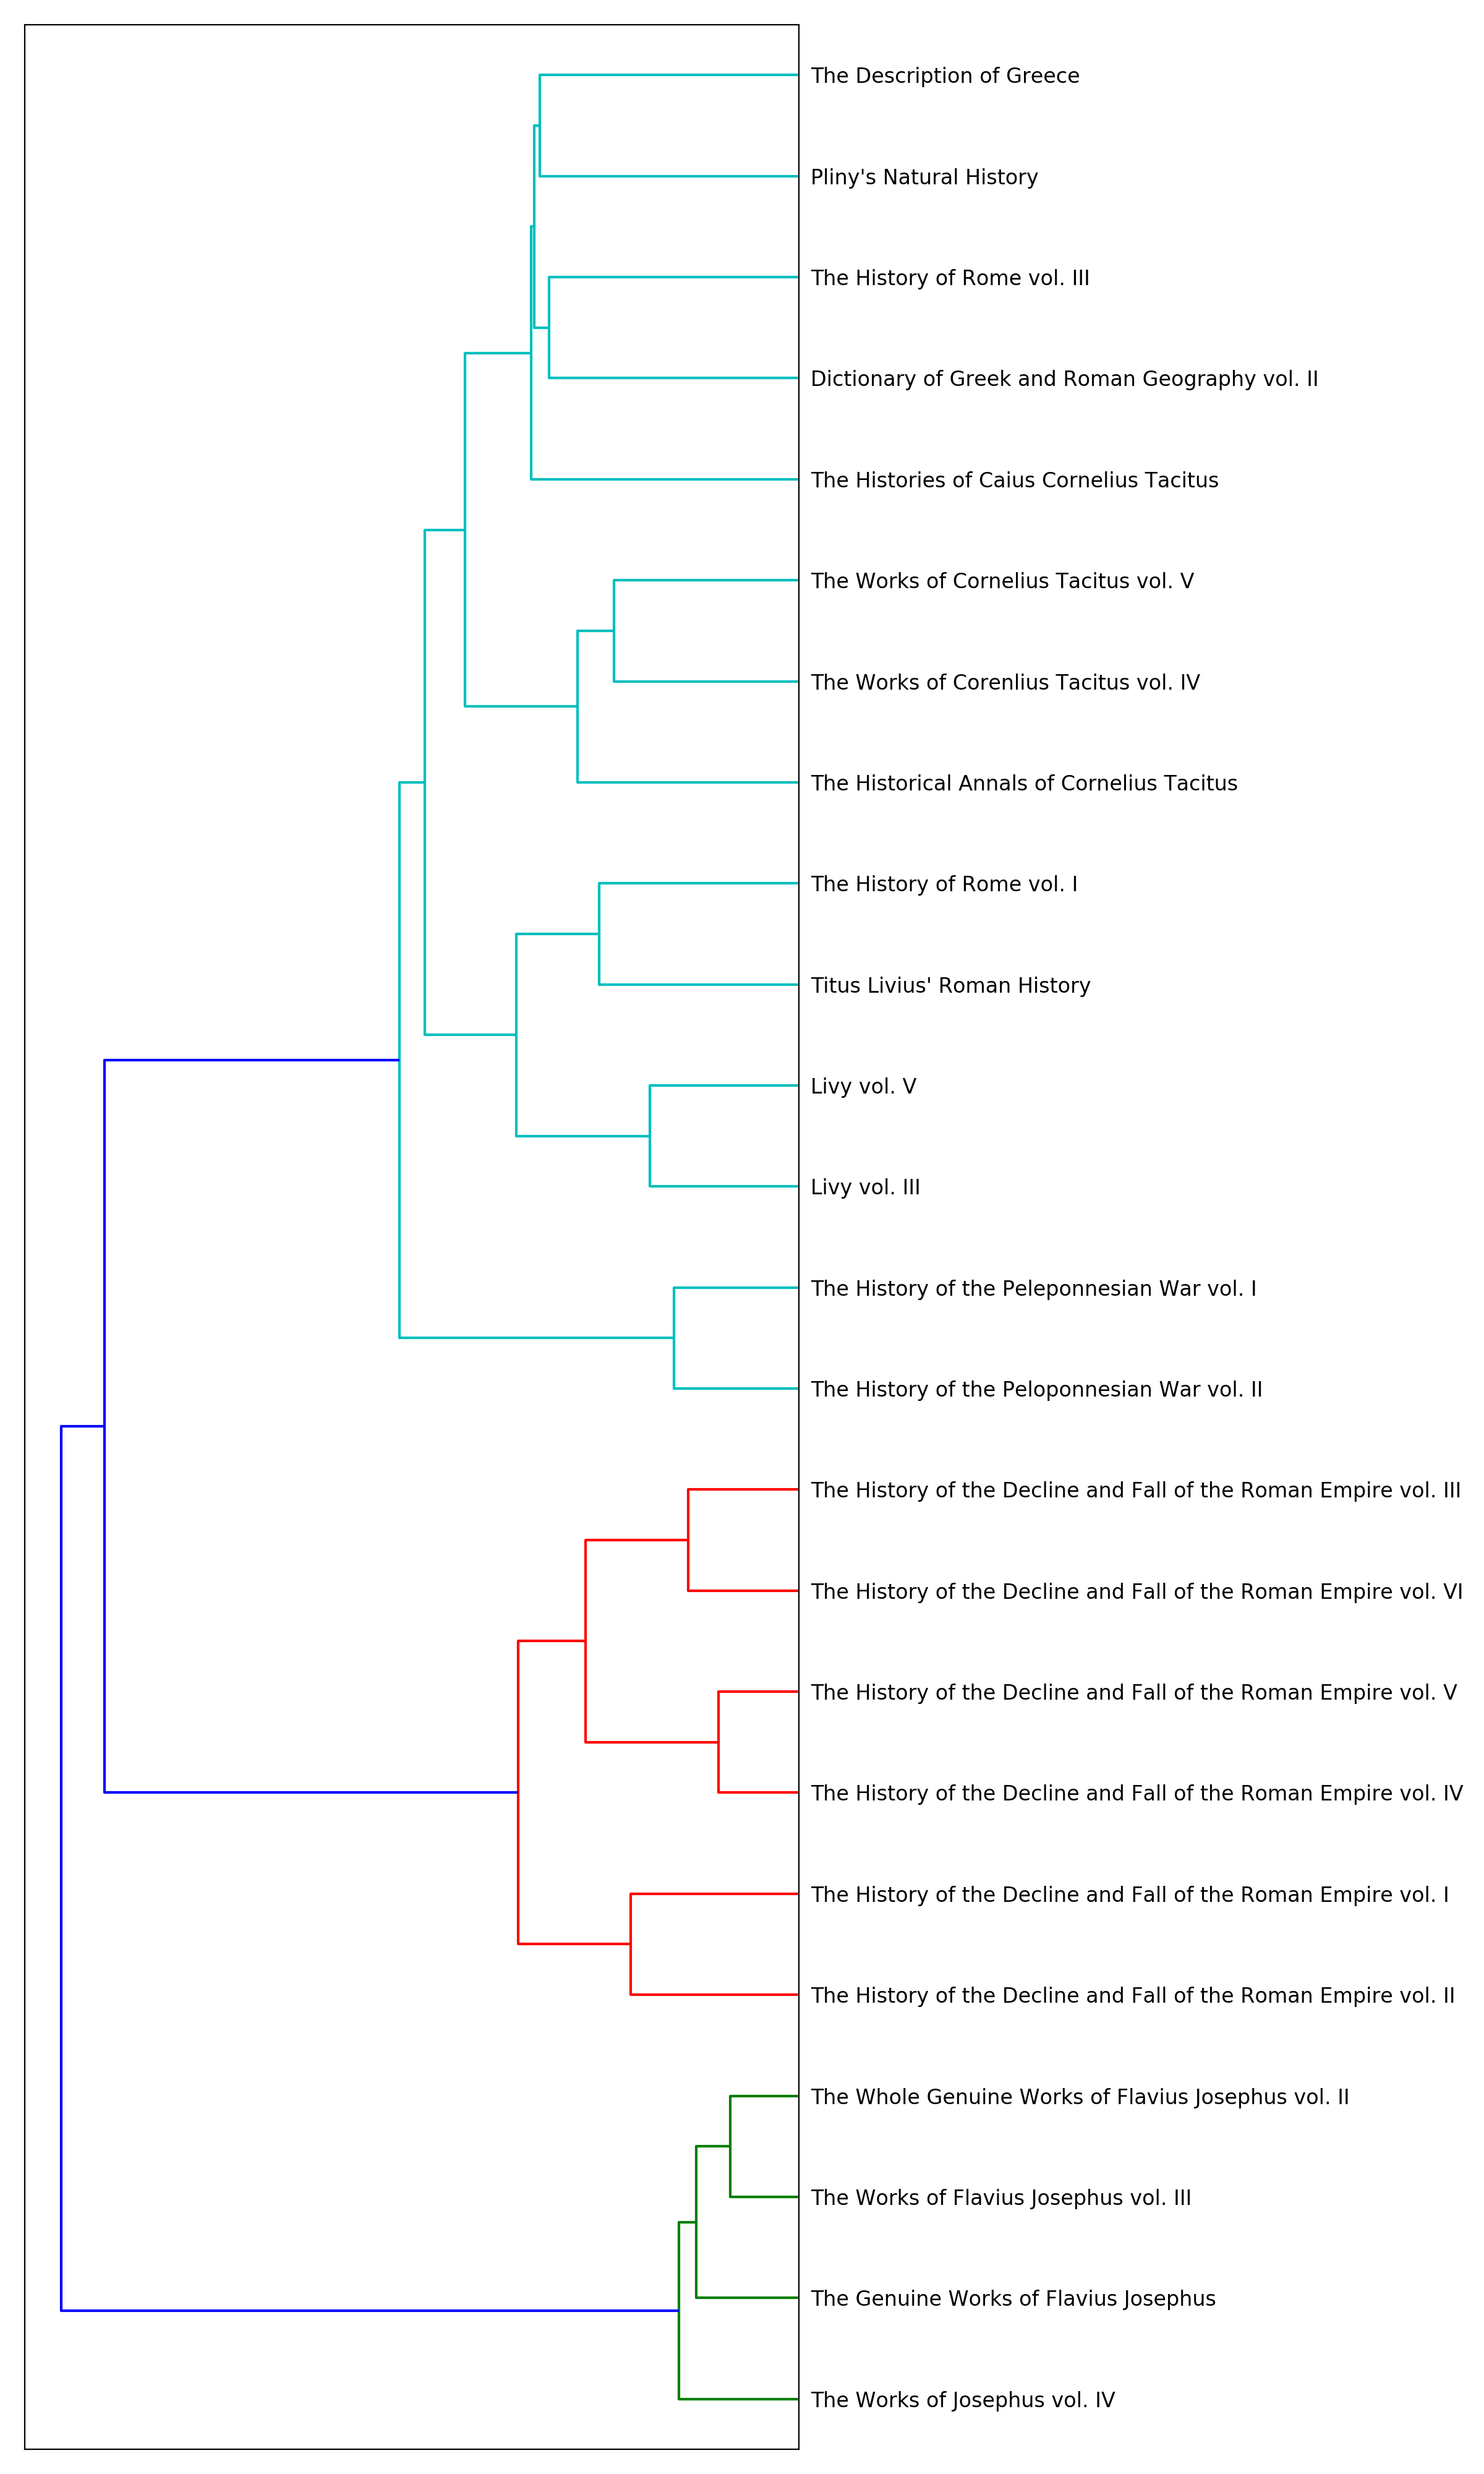 The Description of Greece
Pliny's Natural History
The History of Rome vol. III
Dictionary of Greek and Roman Geography vol. II
The Histories of Caius Cornelius Tacitus
The Works of Cornelius Tacitus vol. V
The Works of Corenlius Tacitus vol. IV
The Historical Annals of Cornelius Tacitus
The History of Rome vol. I
Titus Livius' Roman History
Livy vol. V
Livy vol. III
The History of the Peleponnesian War vol. I
The History of the Peloponnesian War vol. II
The History of the Decline and Fall of the Roman Empire vol. III
The History of the Decline and Fall of the Roman Empire vol. VI
The History of the Decline and Fall of the Roman Empire vol. V
The History of the Decline and Fall of the Roman Empire vol. IV
The History of the Decline and Fall of the Roman Empire vol. I
The History of the Decline and Fall of the Roman Empire vol. II
The Whole Genuine Works of Flavius Josephus vol. II
The Works of Flavius Josephus vol. III
The Genuine Works of Flavius Josephus
The Works of Josephus vol. IV